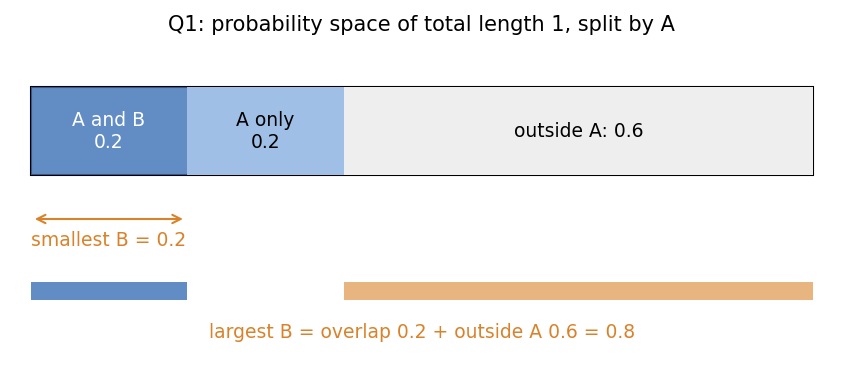 Q1: probability space of total length 1, split by A
A and B
0.2
A only
0.2
outside A: 0.6
smallest B = 0.2
largest B = overlap 0.2 + outside A 0.6 = 0.8